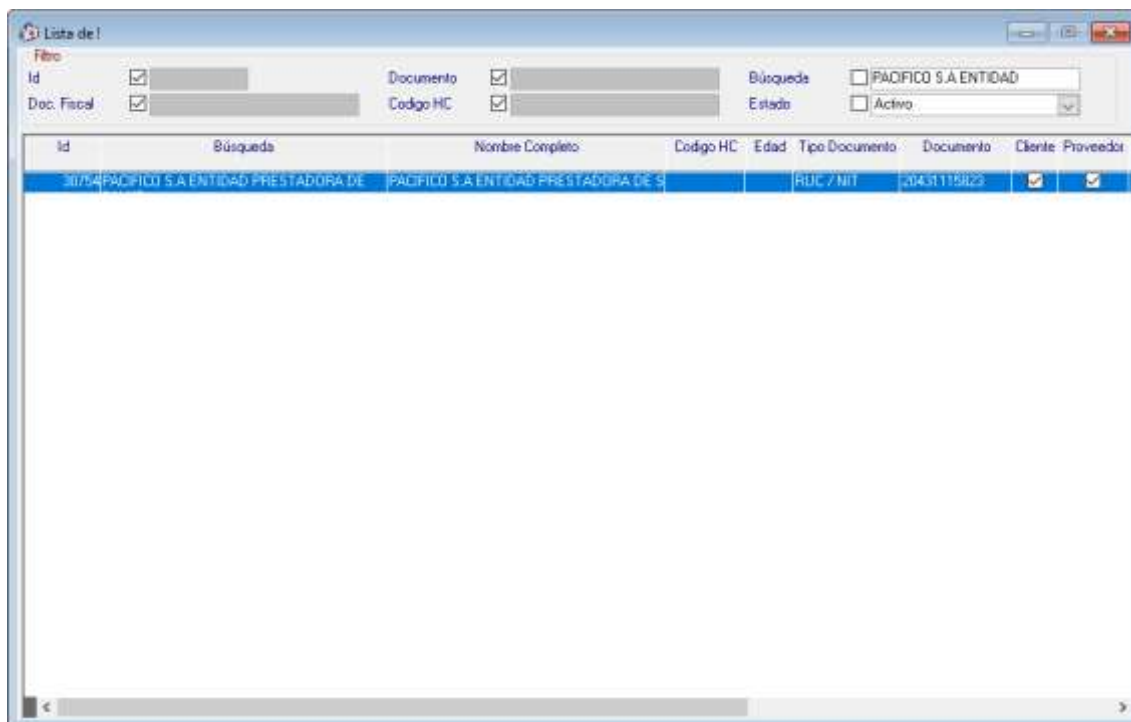 Lista de !
Filtro
Id Documento Búsqueda PACIFICO S.A ENTIDAD
Doc. Fiscal Codigo HC Estado Activo
Id Búsqueda Nombre Completo Codigo HC Edad Tipo Documento Documento Cliente Proveedor
30754 PACIFICO S.A ENTIDAD PRESTADORA DE PACIFICO S.A ENTIDAD PRESTADORA DE S RUC / NIT 20431115823